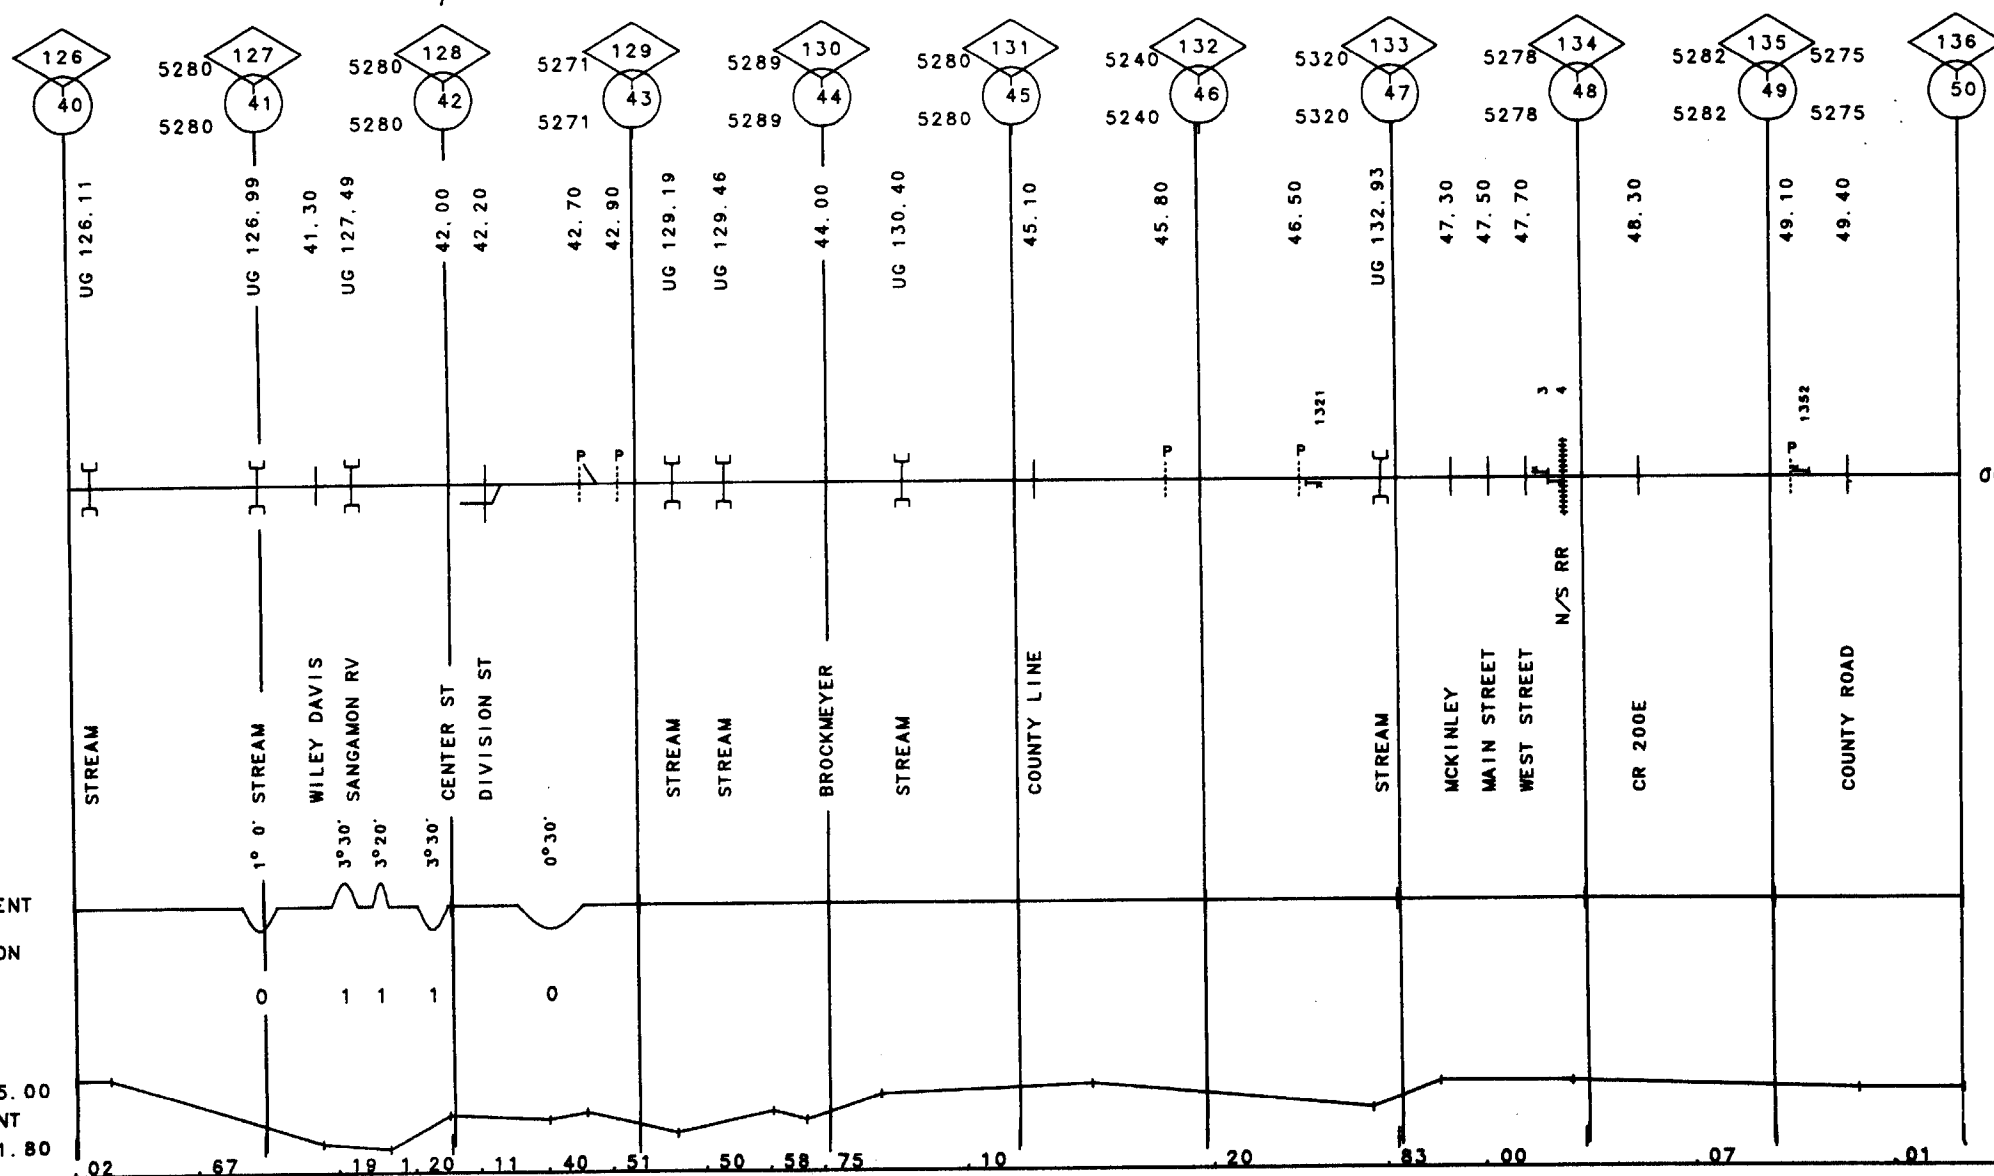 126 127 128 129 130 131 132 133 134 135 136
5280 5280 5271 5289 5280 5240 5320 5278 5282 5275
40 41 42 43 44 45 46 47 48 49 50
5280 5280 5271 5289 5280 5240 5320 5278 5282 5275
UG 126.11
UG 126.99
41.30
UG 127.49
42.00
42.20
42.70
42.90
UG 129.19
UG 129.46
44.00
UG 130.40
45.10
45.80
46.50
UG 132.93
47.30
47.50
47.70
48.30
49.10
49.40
P P P P P
1321
3
4
1352
N/S RR
STREAM
STREAM
WILEY DAVIS
SANGAMON RV
CENTER ST
DIVISION ST
STREAM
STREAM
BROCKMEYER
STREAM
COUNTY LINE
STREAM
MCKINLEY
MAIN STREET
WEST STREET
CR 200E
COUNTY ROAD
1° 0'
3°30'
3°20'
3°30'
0°30'
ENT
ON
0 1 1 1 0
5.00
NT
1.80
.02 .67 .19 1.20 .11 .40 .51 .50 .58 .75 .10 .20 .83 .00 .07 .01